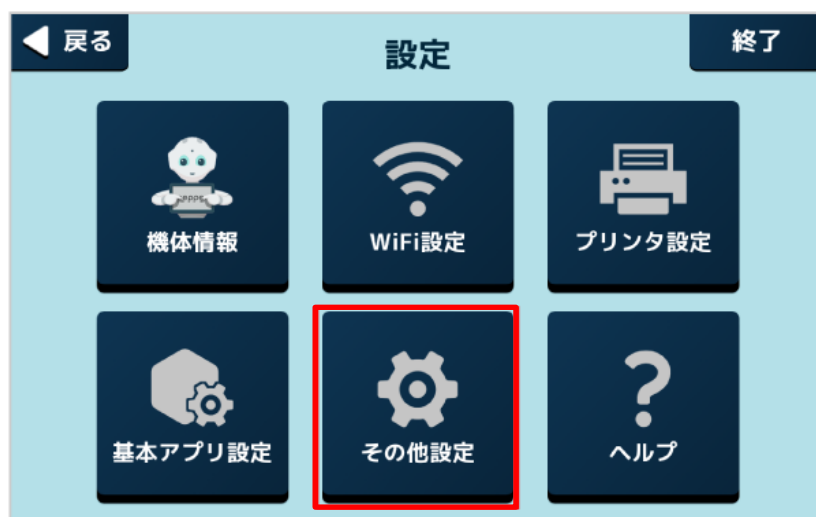 戻る
設定
終了
機体情報
WiFi設定
プリンタ設定
基本アプリ設定
その他設定
ヘルプ